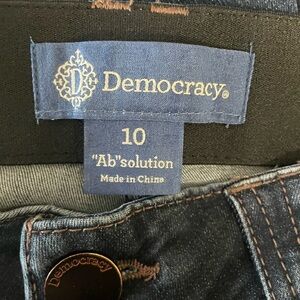 D Democracy®
10
"Ab"solution
Made in China
Democracy